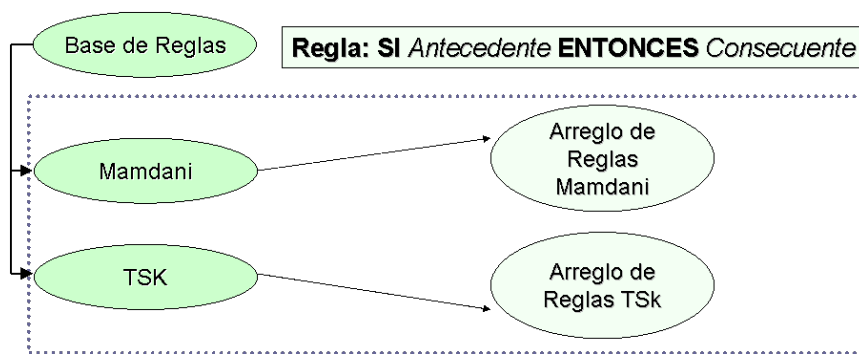 Base de Reglas
Regla: SI Antecedente ENTONCES Consecuente
Mamdani
Arreglo de
Reglas
Mamdani
TSK
Arreglo de
Reglas TSk